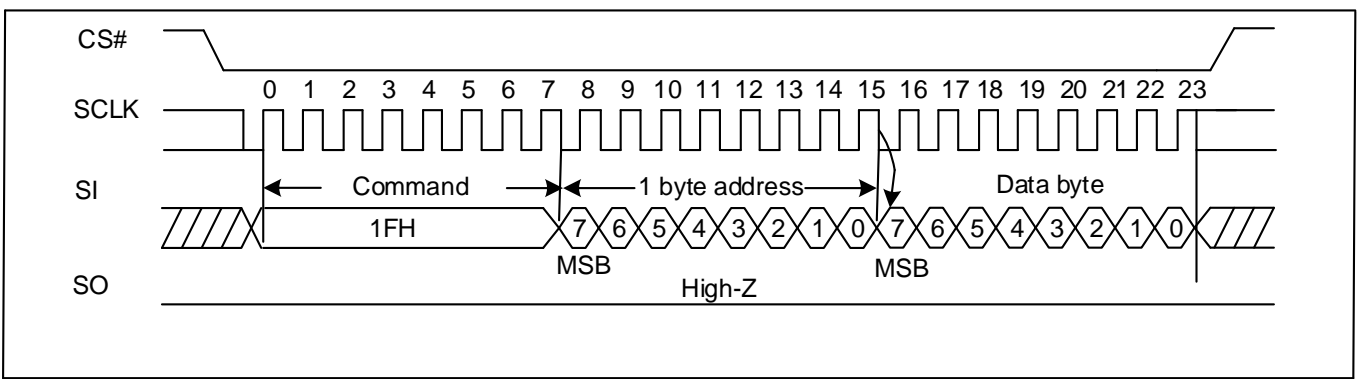 CS#
0 1 2 3 4 5 6 7 8 9 10 11 12 13 14 15 16 17 18 19 20 21 22 23
SCLK
SI Command 1 byte address Data byte
1FH 7 6 5 4 3 2 1 0 7 6 5 4 3 2 1 0
MSB MSB
SO High-Z